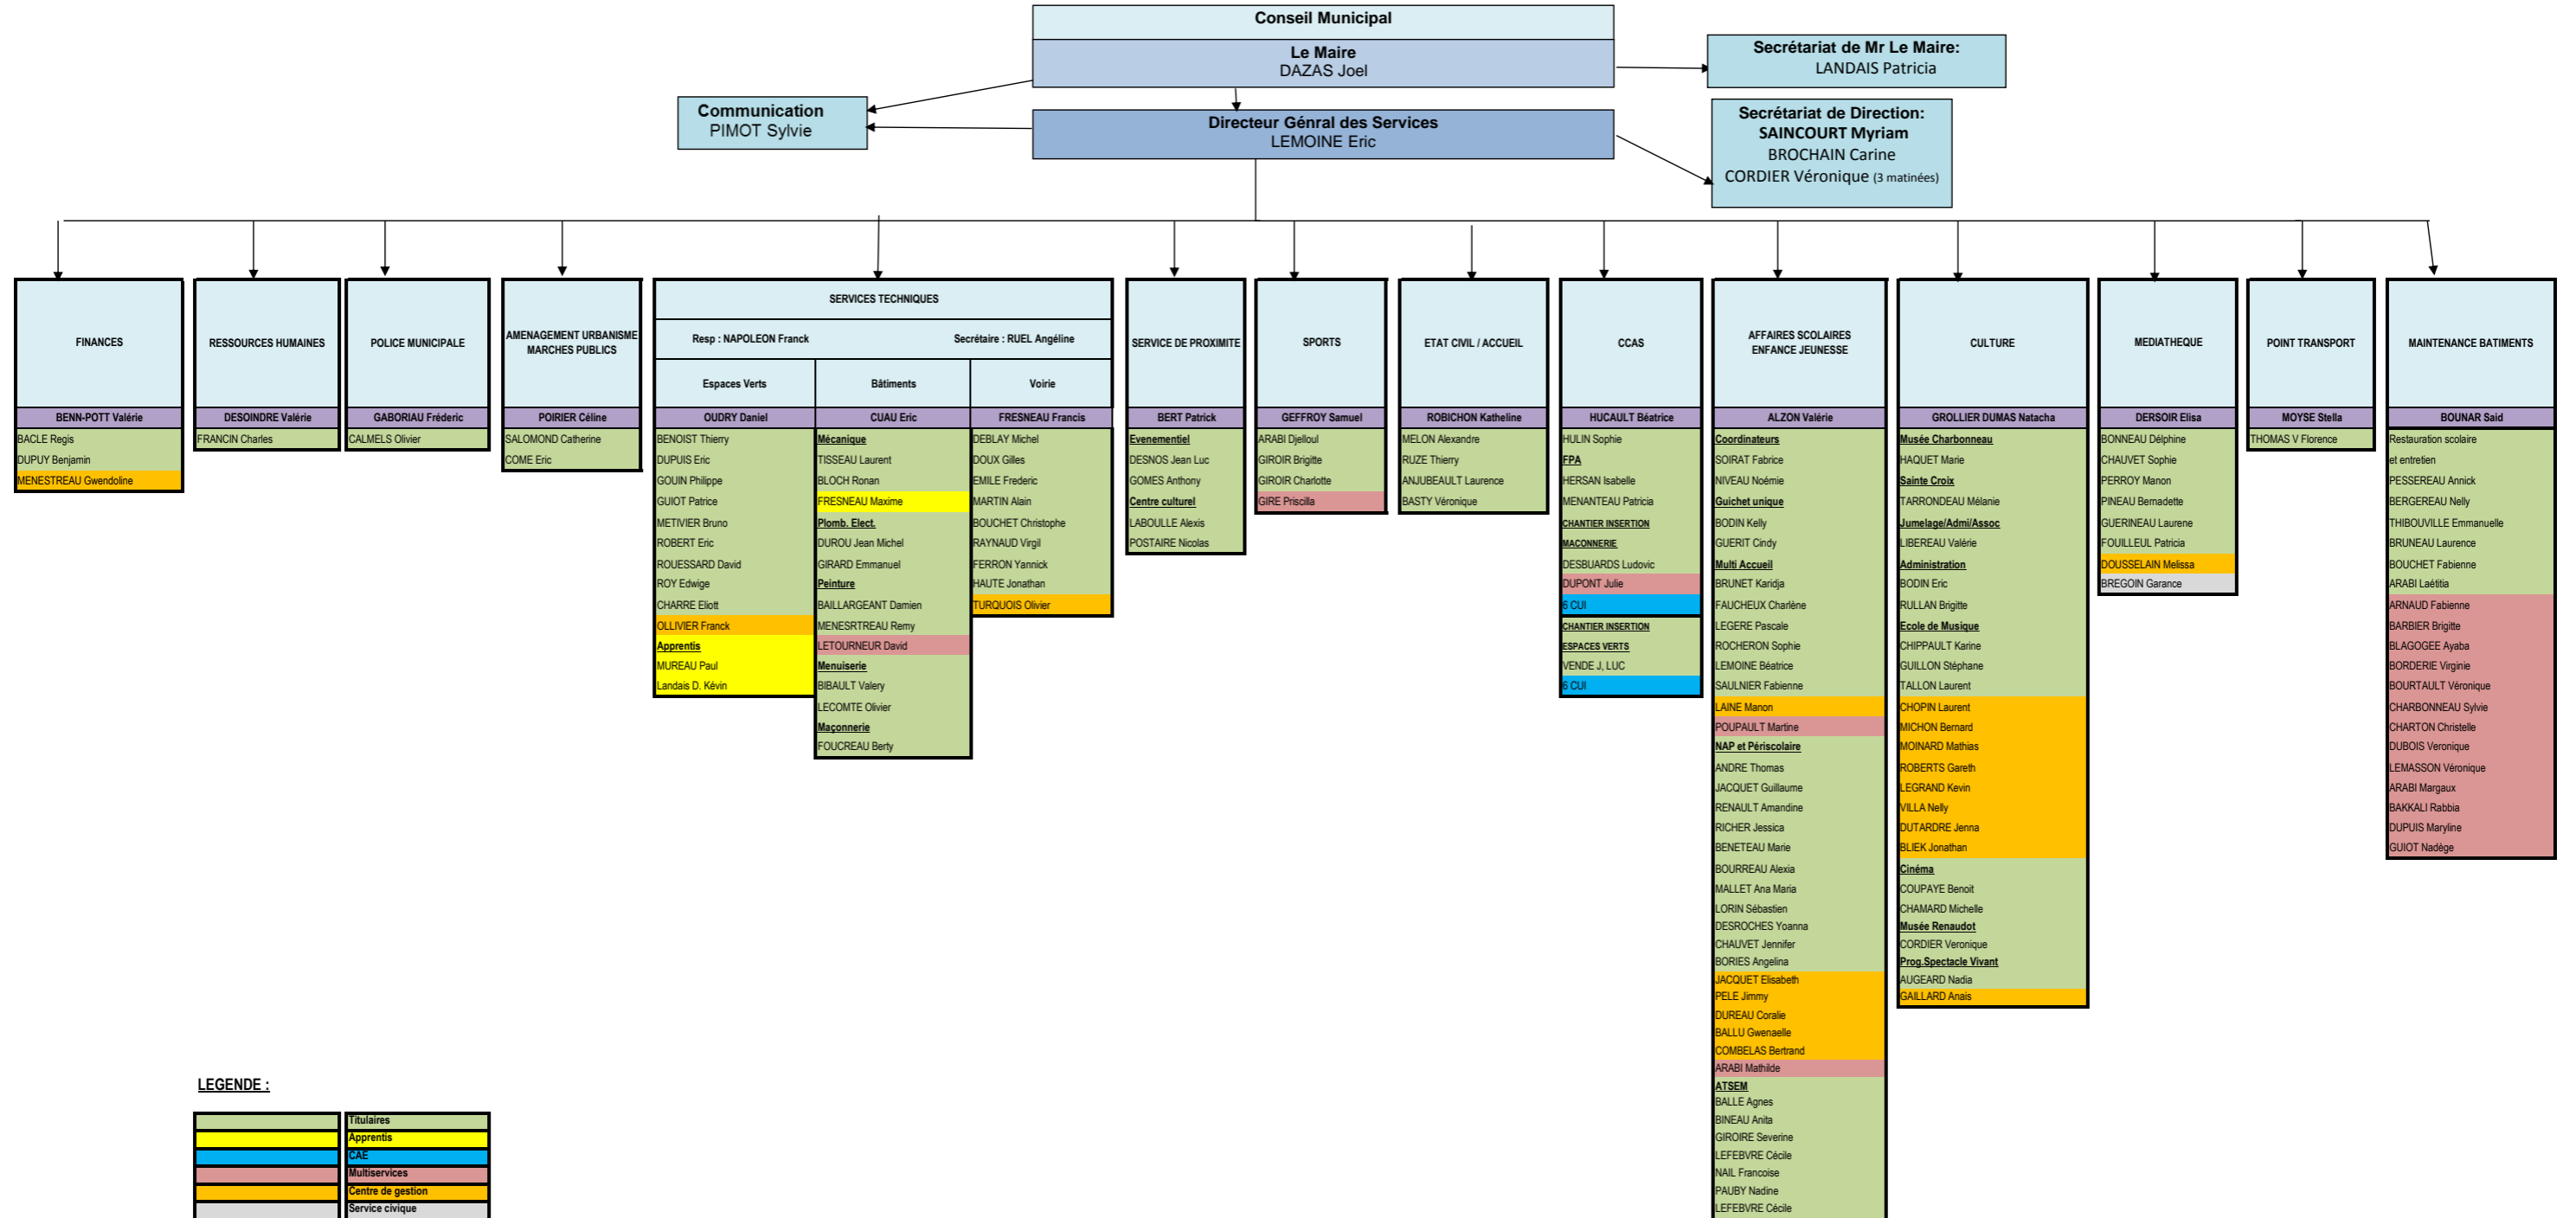 Conseil Municipal
Le Maire
DAZAS Joel
Secrétariat de Mr Le Maire:
LANDAIS Patricia
Communication
PIMOT Sylvie
Directeur Génral des Services
LEMOINE Eric
Secrétariat de Direction:
SAINCOURT Myriam
BROCHAIN Carine
CORDIER Véronique (3 matinées)
FINANCES
BENN-POTT Valérie
BACLE Regis
DUPUY Benjamin
MENESTREAU Gwendoline
RESSOURCES HUMAINES
DESOINDRE Valérie
FRANCIN Charles
POLICE MUNICIPALE
GABORIAU Fréderic
CALMELS Olivier
AMENAGEMENT URBANISME
MARCHES PUBLICS
POIRIER Céline
SALOMOND Catherine
COME Eric
SERVICES TECHNIQUES
Resp : NAPOLEON Franck
Secrétaire : RUEL Angéline
Espaces Verts
OUDRY Daniel
BENOIST Thierry
DUPUIS Eric
GOUIN Philippe
GUIOT Patrice
METIVIER Bruno
ROBERT Eric
ROUESSARD David
ROY Edwige
CHARRE Eliott
OLLIVIER Franck
Apprentis
MUREAU Paul
Landais D. Kévin
Bâtiments
CUAU Eric
Mécanique
TISSEAU Laurent
BLOCH Ronan
FRESNEAU Maxime
Plomb. Elect.
DUROU Jean Michel
GIRARD Emmanuel
Peinture
BAILLARGEANT Damien
MENESRTREAU Remy
LETOURNEUR David
Menuiserie
BIBAULT Valery
LECOMTE Olivier
Maçonnerie
FOUCREAU Berty
Voirie
FRESNEAU Francis
DEBLAY Michel
DOUX Gilles
EMILE Frederic
MARTIN Alain
BOUCHET Christophe
RAYNAUD Virgil
FERRON Yannick
HAUTE Jonathan
TURQUOIS Olivier
SERVICE DE PROXIMITE
BERT Patrick
Evenementiel
DESNOS Jean Luc
GOMES Anthony
Centre culturel
LABOULLE Alexis
POSTAIRE Nicolas
SPORTS
GEFFROY Samuel
ARABI Djelloul
GIROIR Brigitte
GIROIR Charlotte
GIRE Priscilla
ETAT CIVIL / ACCUEIL
ROBICHON Katheline
MELON Alexandre
RUZE Thierry
ANJUBEAULT Laurence
BASTY Véronique
CCAS
HUCAULT Béatrice
HULIN Sophie
FPA
HERSAN Isabelle
MENANTEAU Patricia
CHANTIER INSERTION
MACONNERIE
DESBUARDS Ludovic
DUPONT Julie
6 CUI
CHANTIER INSERTION
ESPACES VERTS
VENDE J, LUC
6 CUI
AFFAIRES SCOLAIRES
ENFANCE JEUNESSE
ALZON Valérie
Coordinateurs
SOIRAT Fabrice
NIVEAU Noémie
Guichet unique
BODIN Kelly
GUERIT Cindy
Multi Accueil
BRUNET Karidja
FAUCHEUX Charlène
LEGERE Pascale
ROCHERON Sophie
LEMOINE Béatrice
SAULNIER Fabienne
LAINE Manon
POUPAULT Martine
NAP et Périscolaire
ANDRE Thomas
JACQUET Guillaume
RENAULT Amandine
RICHER Jessica
BENETEAU Marie
BOURREAU Alexia
MALLET Ana Maria
LORIN Sébastien
DESROCHES Yoanna
CHAUVET Jennifer
BORIES Angelina
JACQUET Elisabeth
PELE Jimmy
DUREAU Coralie
BALLU Gwenaelle
COMBELAS Bertrand
ARABI Mathilde
ATSEM
BALLE Agnes
BINEAU Anita
GIROIRE Severine
LEFEBVRE Cécile
NAIL Francoise
PAUBY Nadine
LEFEBVRE Cécile
CULTURE
GROLLIER DUMAS Natacha
Musée Charbonneau
HAQUET Marie
Sainte Croix
TARRONDEAU Mélanie
Jumelage/Admi/Assoc
LIBEREAU Valérie
Administration
BODIN Eric
RULLAN Brigitte
Ecole de Musique
CHIPPAULT Karine
GUILLON Stéphane
TALLON Laurent
CHOPIN Laurent
MICHON Bernard
MOINARD Mathias
ROBERTS Gareth
LEGRAND Kevin
VILLA Nelly
DUTARDRE Jenna
BLIEK Jonathan
Cinéma
COUPAYE Benoit
CHAMARD Michelle
Musée Renaudot
CORDIER Veronique
Prog.Spectacle Vivant
AUGEARD Nadia
GAILLARD Anais
MEDIATHEQUE
DERSOIR Elisa
BONNEAU Délphine
CHAUVET Sophie
PERROY Manon
PINEAU Bernadette
GUERINEAU Laurene
FOUILLEUL Patricia
DOUSSELAIN Melissa
BREGOIN Garance
POINT TRANSPORT
MOYSE Stella
THOMAS V Florence
MAINTENANCE BATIMENTS
BOUNAR Said
Restauration scolaire
et entretien
PESSEREAU Annick
BERGEREAU Nelly
THIBOUVILLE Emmanuelle
BRUNEAU Laurence
BOUCHET Fabienne
ARABI Laétitia
ARNAUD Fabienne
BARBIER Brigitte
BLAGOGEE Ayaba
BORDERIE Virginie
BOURTAULT Véronique
CHARBONNEAU Sylvie
CHARTON Christelle
DUBOIS Veronique
LEMASSON Véronique
ARABI Margaux
BAKKALI Rabbia
DUPUIS Maryline
GUIOT Nadège
LEGENDE :
Titulaires
Apprentis
CAE
Multiservices
Centre de gestion
Service civique